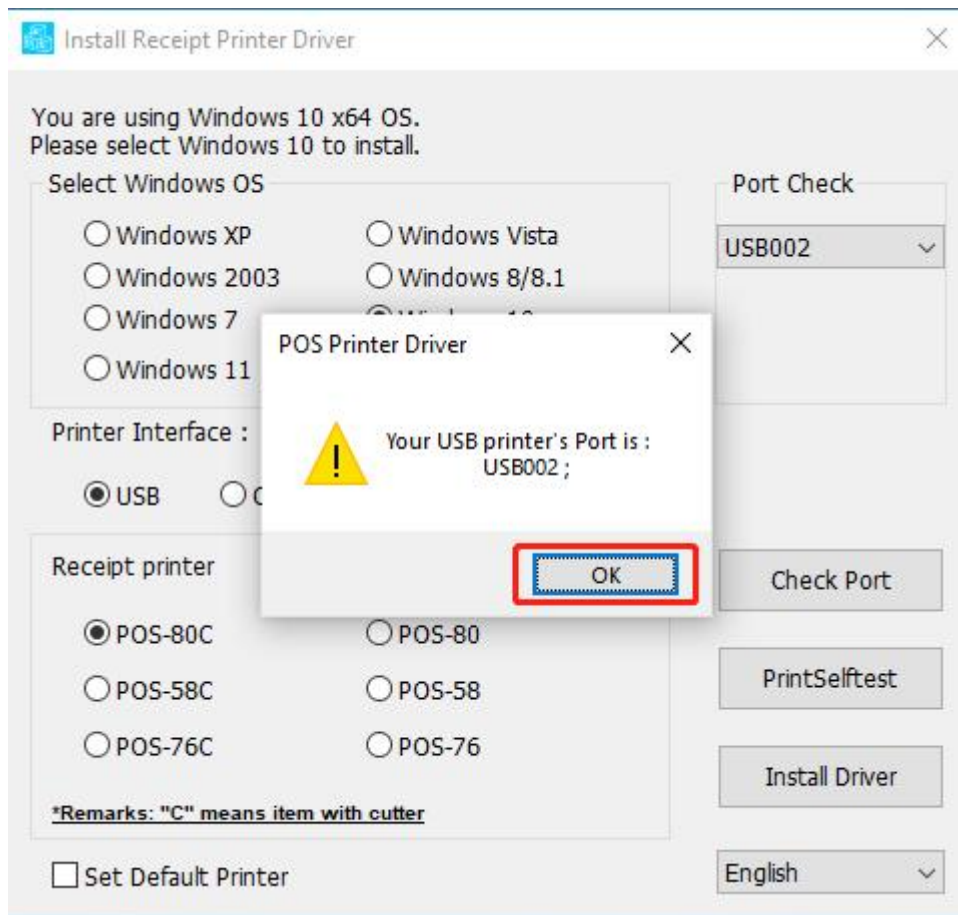 Install Receipt Printer Driver
You are using Windows 10 x64 OS.
Please select Windows 10 to install.
Select Windows OS
Windows XP
Windows Vista
Windows 2003
Windows 8/8.1
Windows 7
Windows 11
Port Check
USB002
POS Printer Driver
Your USB printer's Port is :
USB002 ;
OK
Printer Interface :
USB
Receipt printer
POS-80C
POS-80
POS-58C
POS-58
POS-76C
POS-76
*Remarks: "C" means item with cutter
Check Port
PrintSelftest
Install Driver
Set Default Printer
English